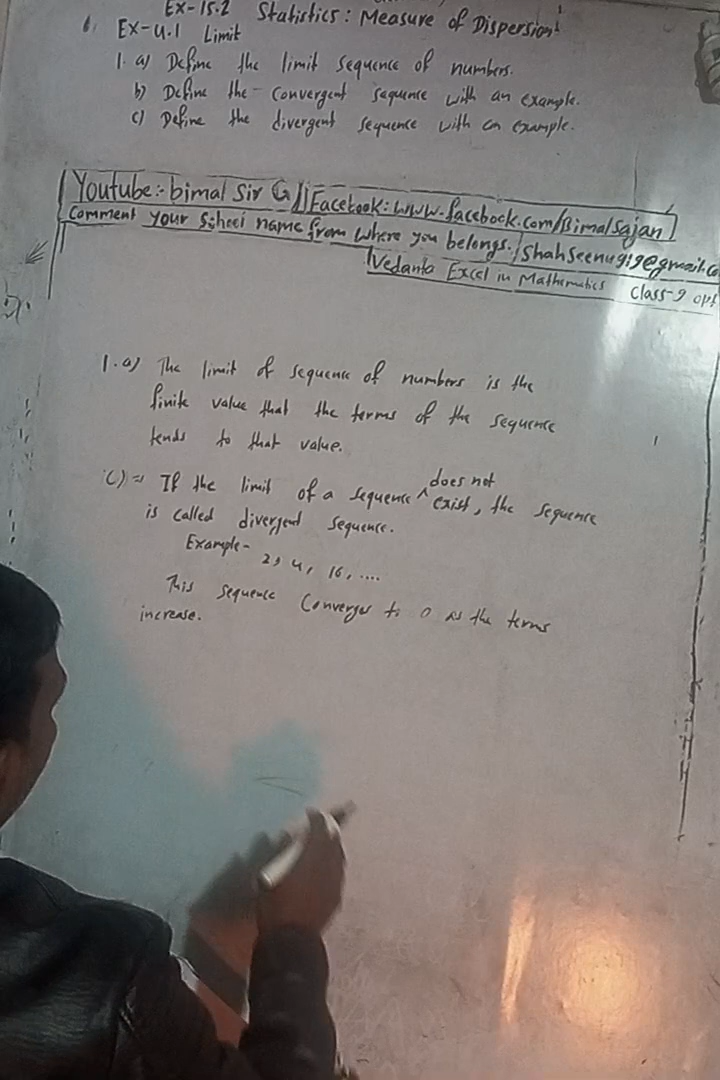 Ex-15.2 Statistics: Measure of Dispersion
Ex-4.1 Limit
1. a) Define the limit sequence of numbers.
b) Define the convergent sequence with an example.
c) Define the divergent sequence with an example.
Youtube:- bimal Sir G // Facebook: www.facebook.com/Bimalsajan
Comment your School name from where you belongs. / Shahseenu919@gmail.co
Vedanta Excel in Mathematics Class-9 opt
1. a) The limit of sequence of numbers is the
finite value that the terms of the sequence
tends to that value.
c) ⇒ If the limit of a sequence does not exist, the sequence
is called divergent sequence.
Example- 2, 4, 16, ....
This sequence Converges to 0 as the terms
increase.